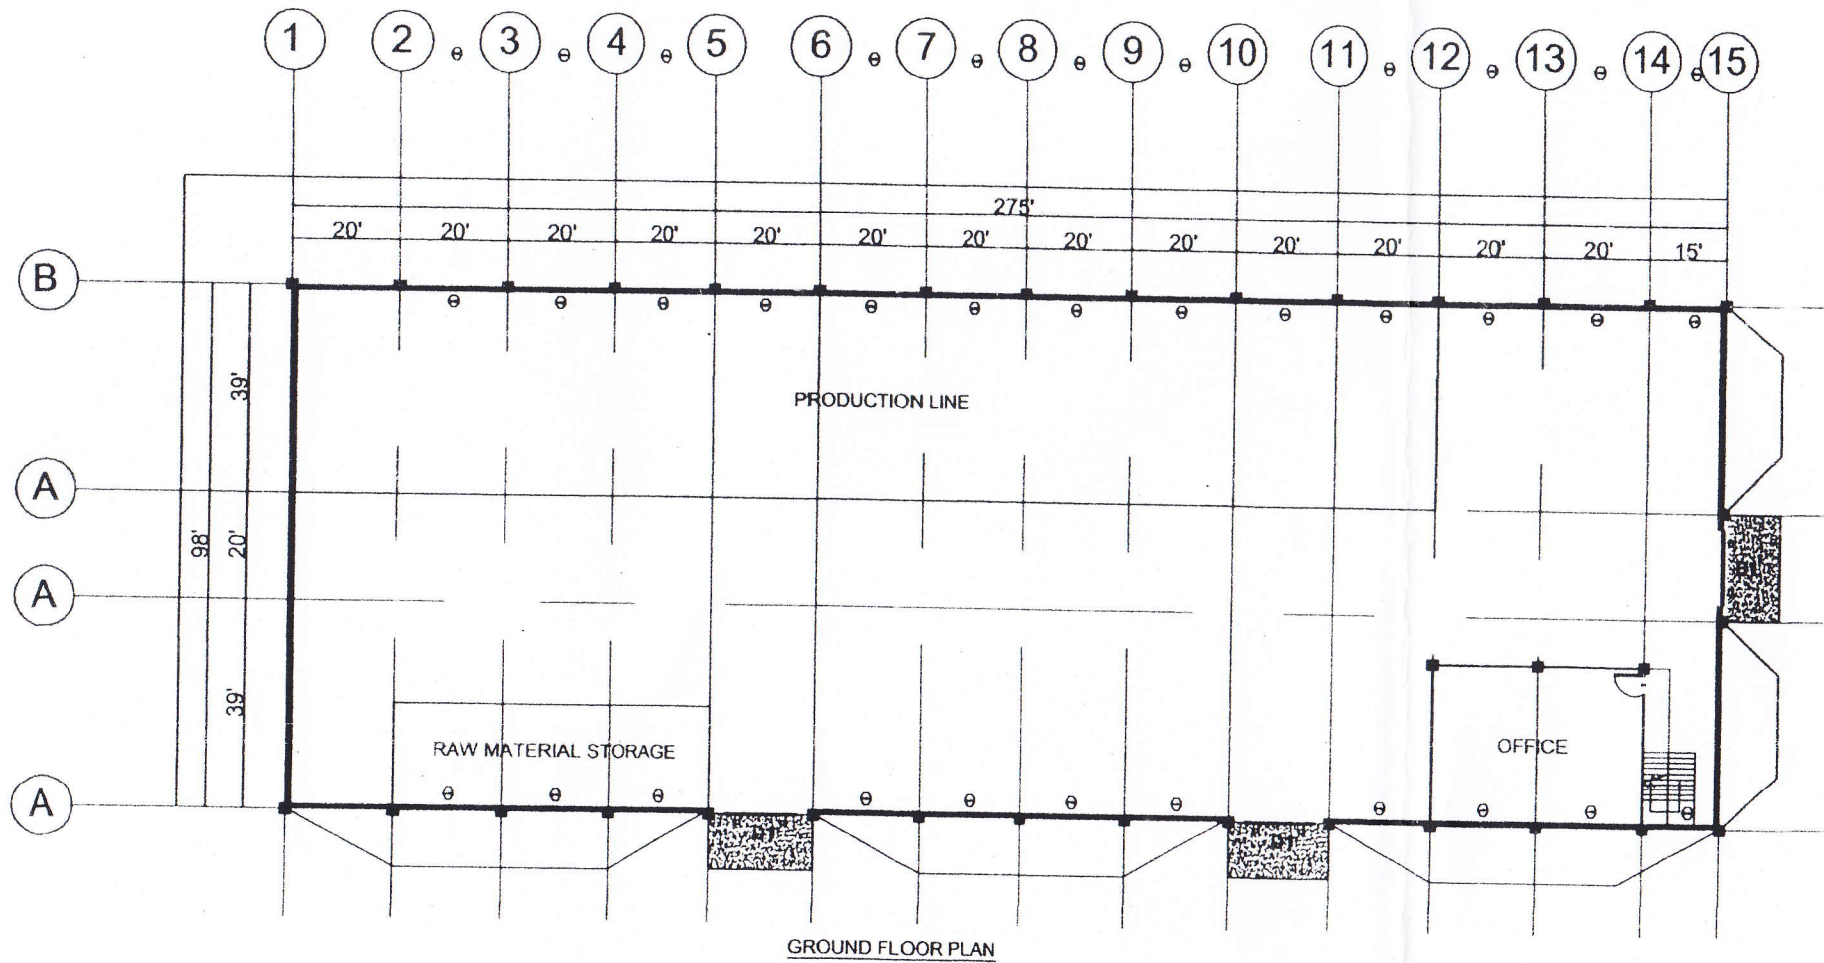 1 2 3 4 5 6 7 8 9 10 11 12 13 14 15
275'
20' 20' 20' 20' 20' 20' 20' 20' 20' 20' 20' 20' 20' 15'
B
39'
PRODUCTION LINE
A
98' 20'
A
39'
RAW MATERIAL STORAGE
OFFICE
A
GROUND FLOOR PLAN